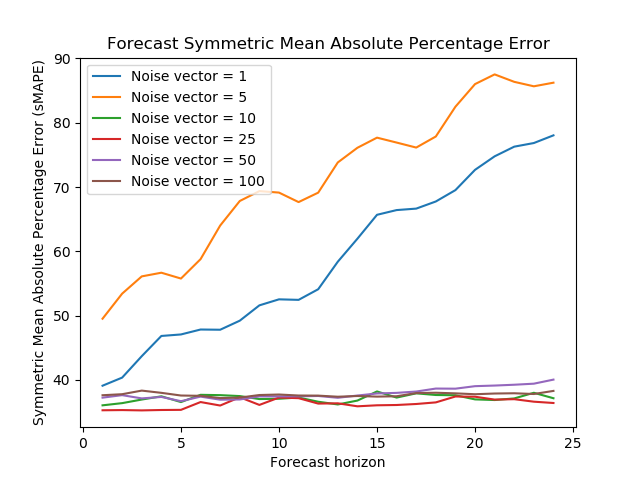 Forecast Symmetric Mean Absolute Percentage Error
Symmetric Mean Absolute Percentage Error (sMAPE)
90
80
70
60
50
40
Noise vector = 1
Noise vector = 5
Noise vector = 10
Noise vector = 25
Noise vector = 50
Noise vector = 100
0 5 10 15 20 25
Forecast horizon